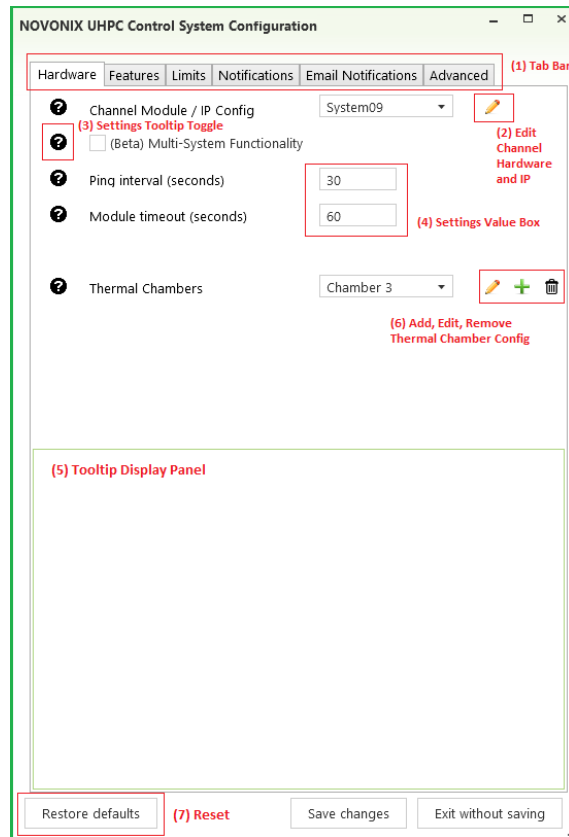 NOVONIX UHPC Control System Configuration
Hardware Features Limits Notifications Email Notifications Advanced
(1) Tab Bar
Channel Module / IP Config System09
(3) Settings Tooltip Toggle
(2) Edit
Channel
Hardware
and IP
(Beta) Multi-System Functionality
Ping interval (seconds) 30
Module timeout (seconds) 60
(4) Settings Value Box
Thermal Chambers Chamber 3
(6) Add, Edit, Remove
Thermal Chamber Config
(5) Tooltip Display Panel
Restore defaults (7) Reset Save changes Exit without saving